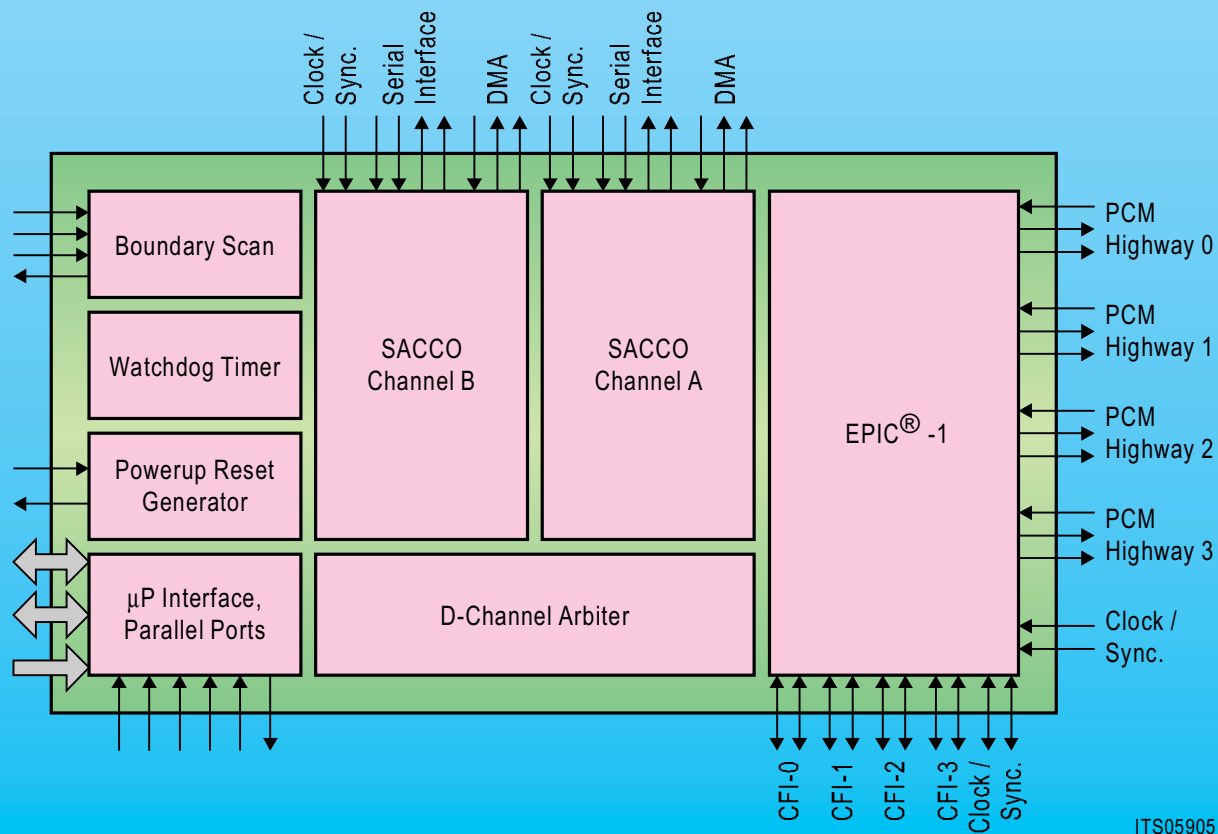 Clock /
Sync.
Serial
Interface
DMA
Clock /
Sync.
Serial
Interface
DMA
Boundary Scan
Watchdog Timer
Powerup Reset
Generator
µP Interface,
Parallel Ports
SACCO
Channel B
SACCO
Channel A
D-Channel Arbiter
EPIC® -1
PCM
Highway 0
PCM
Highway 1
PCM
Highway 2
PCM
Highway 3
Clock /
Sync.
CFI-0
CFI-1
CFI-2
CFI-3
Clock /
Sync.
ITS05905